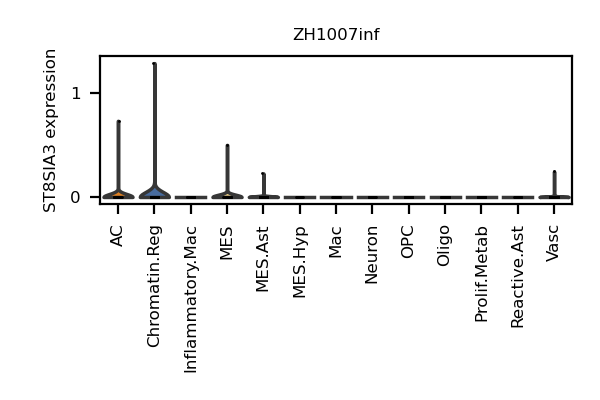 ZH1007inf
ST8SIA3 expression
1
0
AC
Chromatin.Reg
Inflammatory.Mac
MES
MES.Ast
MES.Hyp
Mac
Neuron
OPC
Oligo
Prolif.Metab
Reactive.Ast
Vasc